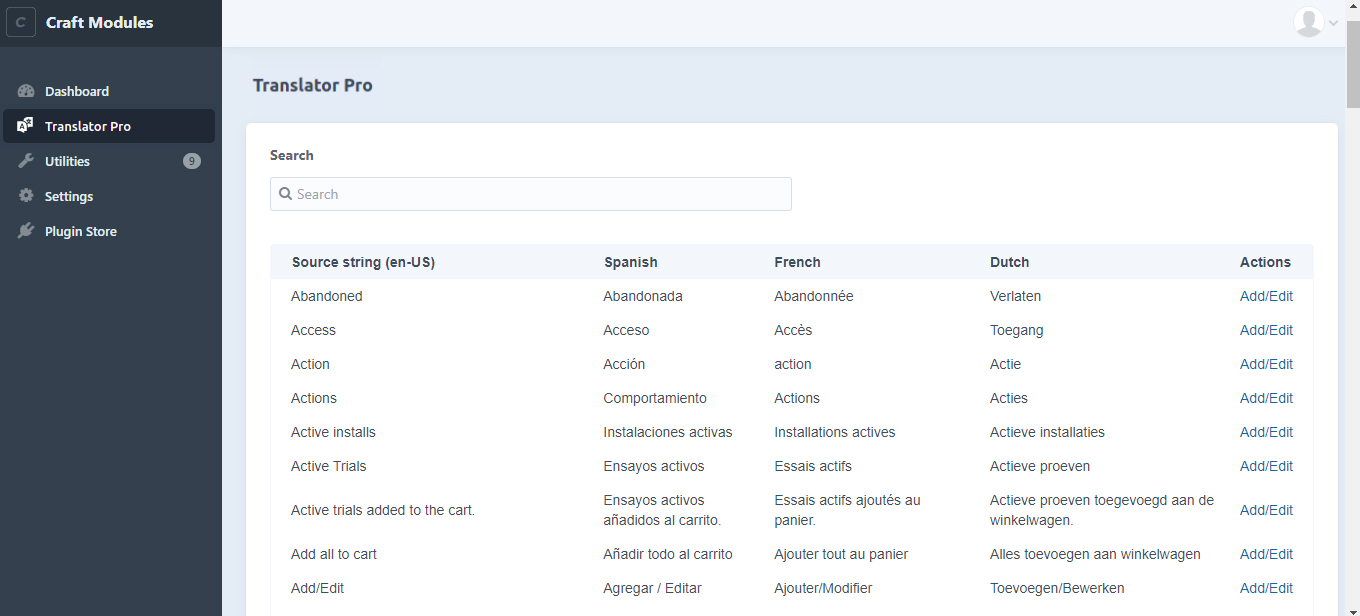 C Craft Modules
Dashboard
Translator Pro
Utilities 9
Settings
Plugin Store
Translator Pro
Search
Search
Source string (en-US) Spanish French Dutch Actions
Abandoned Abandonada Abandonnée Verlaten Add/Edit
Access Acceso Accès Toegang Add/Edit
Action Acción action Actie Add/Edit
Actions Comportamiento Actions Acties Add/Edit
Active installs Instalaciones activas Installations actives Actieve installaties Add/Edit
Active Trials Ensayos activos Essais actifs Actieve proeven Add/Edit
Active trials added to the cart.
Ensayos activos
añadidos al carrito.
Essais actifs ajoutés au
panier.
Actieve proeven toegevoegd aan de
winkelwagen.
Add/Edit
Add all to cart Añadir todo al carrito Ajouter tout au panier Alles toevoegen aan winkelwagen Add/Edit
Add/Edit Agregar / Editar Ajouter/Modifier Toevoegen/Bewerken Add/Edit